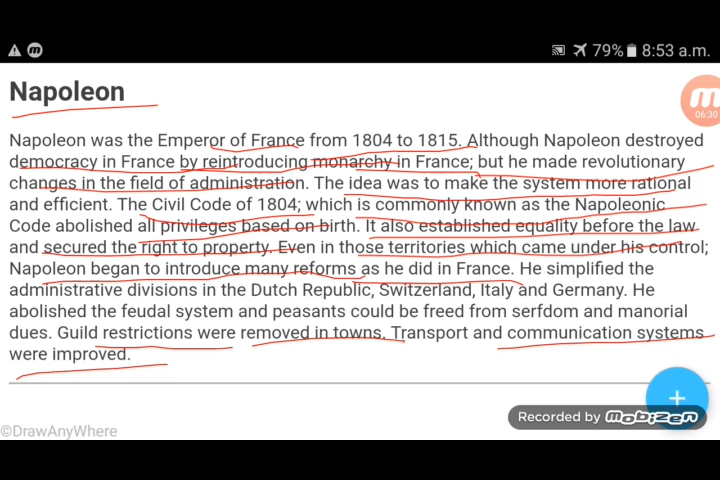 79% 8:53 a.m.
06:30
Napoleon
Napoleon was the Emperor of France from 1804 to 1815. Although Napoleon destroyed
democracy in France by reintroducing monarchy in France; but he made revolutionary
changes in the field of administration. The idea was to make the system more rational
and efficient. The Civil Code of 1804; which is commonly known as the Napoleonic
Code abolished all privileges based on birth. It also established equality before the law
and secured the right to property. Even in those territories which came under his control;
Napoleon began to introduce many reforms as he did in France. He simplified the
administrative divisions in the Dutch Republic, Switzerland, Italy and Germany. He
abolished the feudal system and peasants could be freed from serfdom and manorial
dues. Guild restrictions were removed in towns. Transport and communication systems
were improved.
Recorded by Mobizen
©DrawAnyWhere